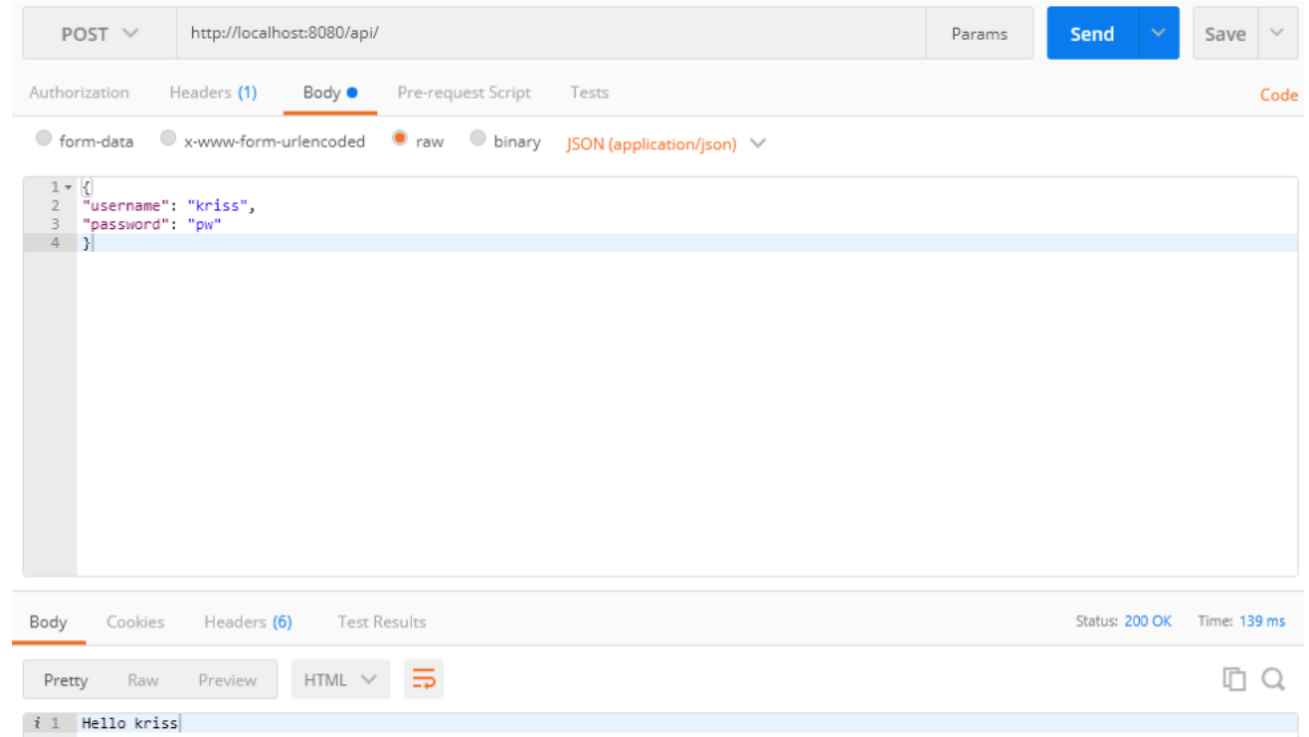 POST http://localhost:8080/api/ Params Send Save
Authorization Headers (1) Body Pre-request Script Tests Code
form-data x-www-form-urlencoded raw binary JSON (application/json)
1 {
2 "username": "kriss",
3 "password": "pw"
4 }
Body Cookies Headers (6) Test Results Status: 200 OK Time: 139 ms
Pretty Raw Preview HTML
i 1 Hello kriss